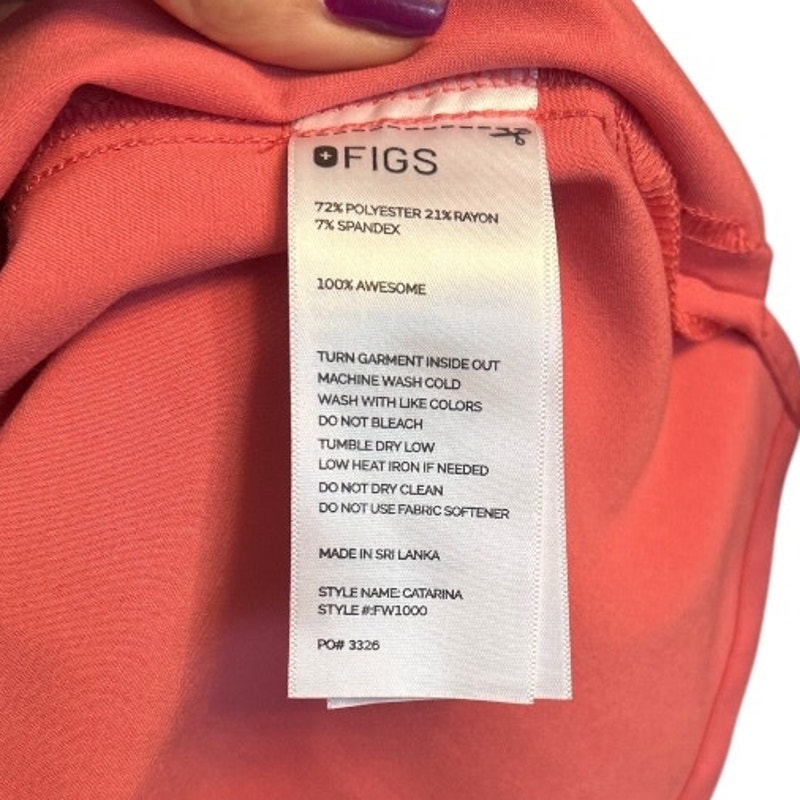 FIGS
72% POLYESTER 21% RAYON
7% SPANDEX
100% AWESOME
TURN GARMENT INSIDE OUT
MACHINE WASH COLD
WASH WITH LIKE COLORS
DO NOT BLEACH
TUMBLE DRY LOW
LOW HEAT IRON IF NEEDED
DO NOT DRY CLEAN
DO NOT USE FABRIC SOFTENER
MADE IN SRI LANKA
STYLE NAME: CATARINA
STYLE #:FW1000
PO# 3326